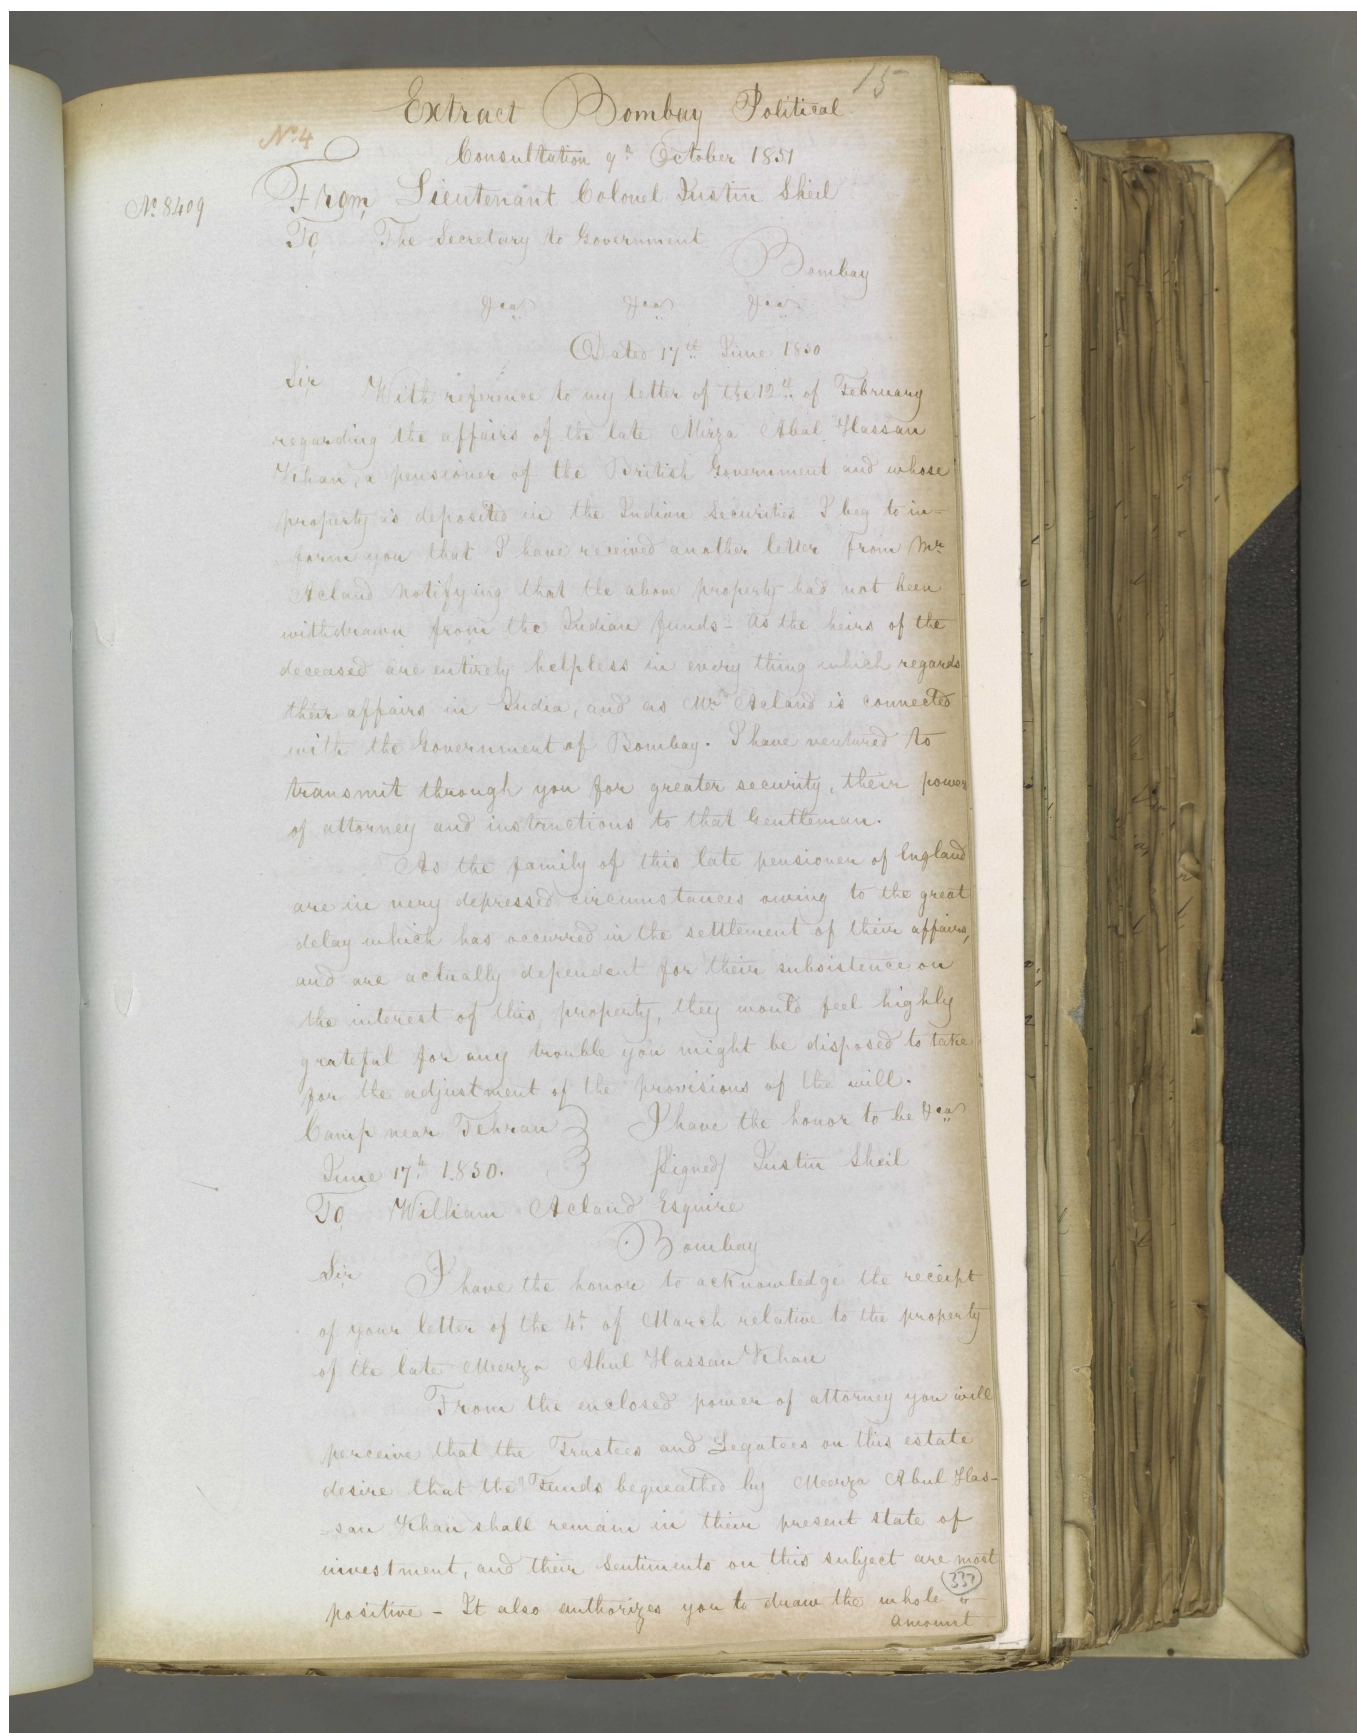 15
Extract Bombay Political
No. 4
Consultation 9th October 1851
No. 8409
From Lieutenant Colonel Justin Sheil
To The Secretary to Government
Bombay
&ca &ca &ca
Dated 17th June 1850
Sir With reference to my letter of the 12th of February
regarding the affairs of the late Mirza Abul Hassan
Khan, a pensioner of the British Government and whose
property is deposited in the Indian Securities I beg to in=
form you that I have received another letter from Mr
Acland notifying that the above property had not been
withdrawn from the Indian funds - as the heirs of the
deceased are entirely helpless in every thing which regards
their affairs in India, and as Mr Acland is connected
with the Government of Bombay. I have ventured to
transmit through you for greater security, their power
of attorney and instructions to that Gentleman.
As the family of this late pensioner of England
are in very depressed circumstances owing to the great
delay which has occurred in the settlement of their affairs,
and are actually dependent for their subsistence on
the interest of this property, they would feel highly
grateful for any trouble you might be disposed to take
for the adjustment of the provisions of the will.
Camp near Tehran } I have the honor to be &ca
June 17th 1850. } /Signed/ Justin Sheil
To William Acland Esquire
Bombay
Sir I have the honor to acknowledge the receipt
of your letter of the 4th of March relative to the property
of the late Meerza Abul Hassan Khan
From the enclosed power of attorney you will
perceive that the Trustees and Legatees on this estate
desire that the Funds bequeathed by Meerza Abul Has-
-san Khan shall remain in their present state of
investment, and their sentiments on this subject are most
positive - It also authorizes you to draw the whole
337
amount